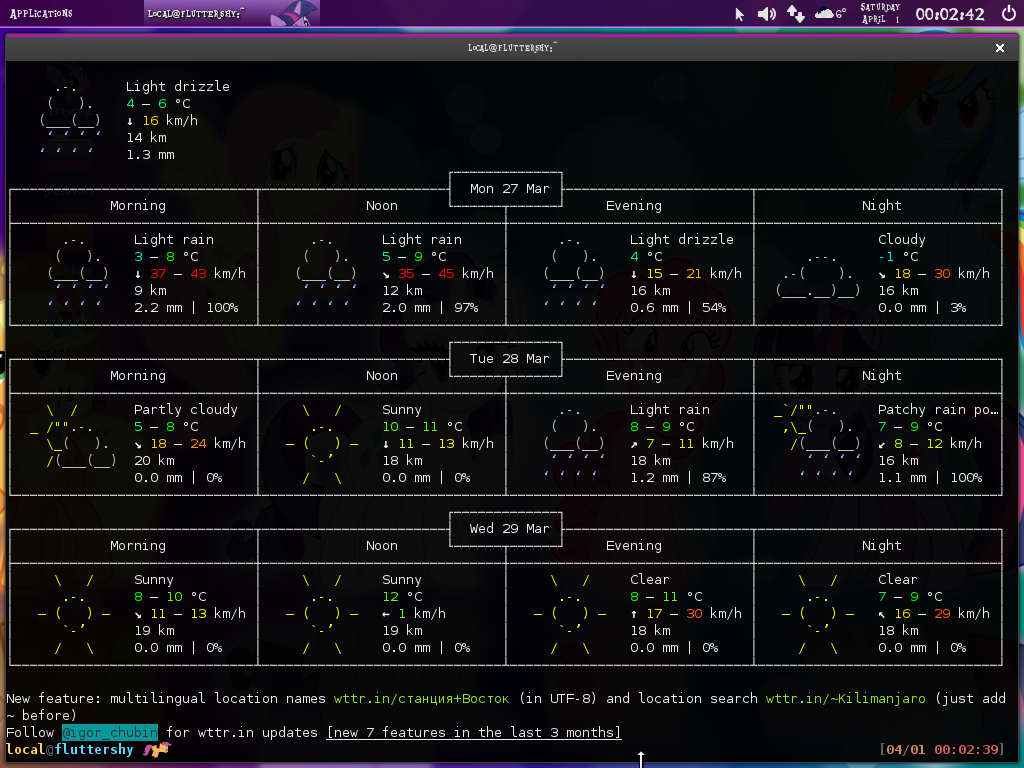 Applications local@fluttershy:~ 6° Saturday April 1 00:02:42
local@fluttershy:~
Light drizzle
4 – 6 °C
↓ 16 km/h
14 km
1.3 mm
Mon 27 Mar
Morning Noon Evening Night
Light rain Light rain Light drizzle Cloudy
3 – 8 °C 5 – 9 °C 4 °C -1 °C
↓ 37 – 43 km/h ↘ 35 – 45 km/h ↓ 15 – 21 km/h ↘ 18 – 30 km/h
9 km 12 km 16 km 16 km
2.2 mm | 100% 2.0 mm | 97% 0.6 mm | 54% 0.0 mm | 3%
Tue 28 Mar
Morning Noon Evening Night
Partly cloudy Sunny Light rain Patchy rain po…
5 – 8 °C 10 – 11 °C 8 – 9 °C 7 – 9 °C
↘ 18 – 24 km/h ↓ 11 – 13 km/h ↗ 7 – 11 km/h ↙ 8 – 12 km/h
20 km 18 km 18 km 16 km
0.0 mm | 0% 0.0 mm | 0% 1.2 mm | 87% 1.1 mm | 100%
Wed 29 Mar
Morning Noon Evening Night
Sunny Sunny Clear Clear
8 – 10 °C 12 °C 8 – 11 °C 7 – 9 °C
↘ 11 – 13 km/h ← 1 km/h ↑ 17 – 30 km/h ↖ 16 – 29 km/h
19 km 19 km 18 km 18 km
0.0 mm | 0% 0.0 mm | 0% 0.0 mm | 0% 0.0 mm | 0%
New feature: multilingual location names wttr.in/станция+Восток (in UTF-8) and location search wttr.in/~Kilimanjaro (just add
~ before)
Follow @igor_chubin for wttr.in updates [new 7 features in the last 3 months]
local@fluttershy [04/01 00:02:39]